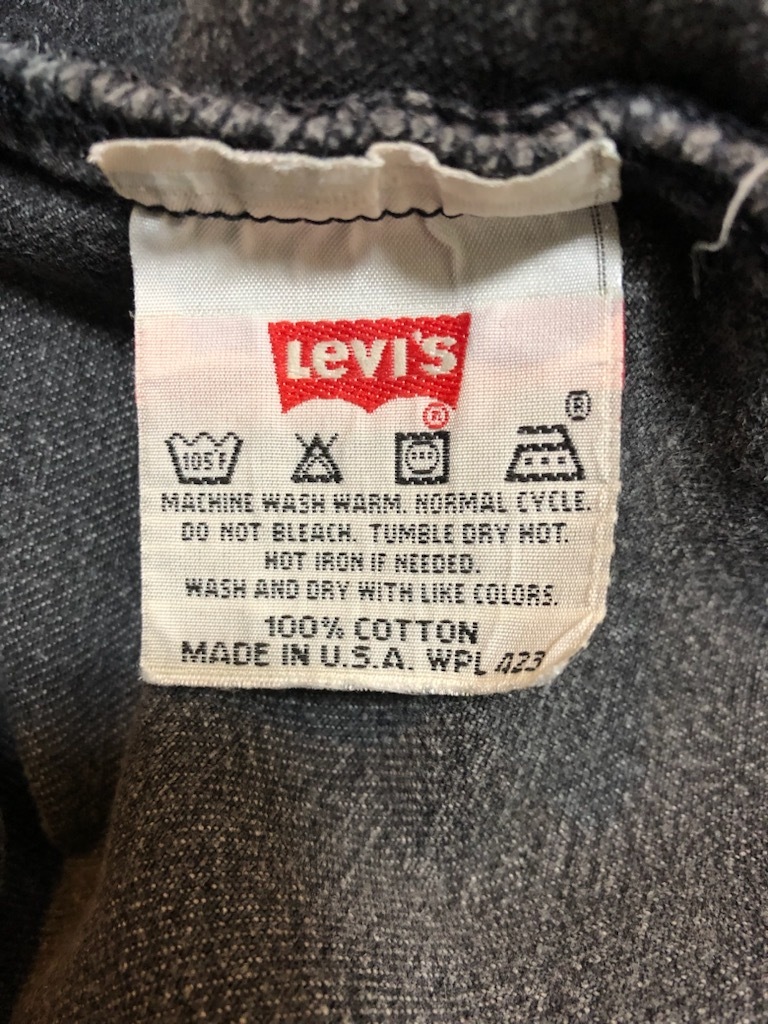 LEVI'S
®
®
105°F
MACHINE WASH WARM. NORMAL CYCLE.
DO NOT BLEACH. TUMBLE DRY HOT.
HOT IRON IF NEEDED.
WASH AND DRY WITH LIKE COLORS.
100% COTTON
MADE IN U.S.A. WPL 423